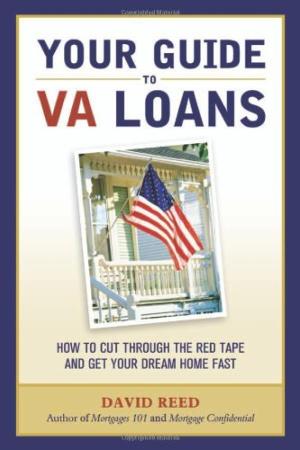 YOUR GUIDE
TO
VA LOANS
HOW TO CUT THROUGH THE RED TAPE
AND GET YOUR DREAM HOME FAST
DAVID REED
Author of Mortgages 101 and Mortgage Confidential